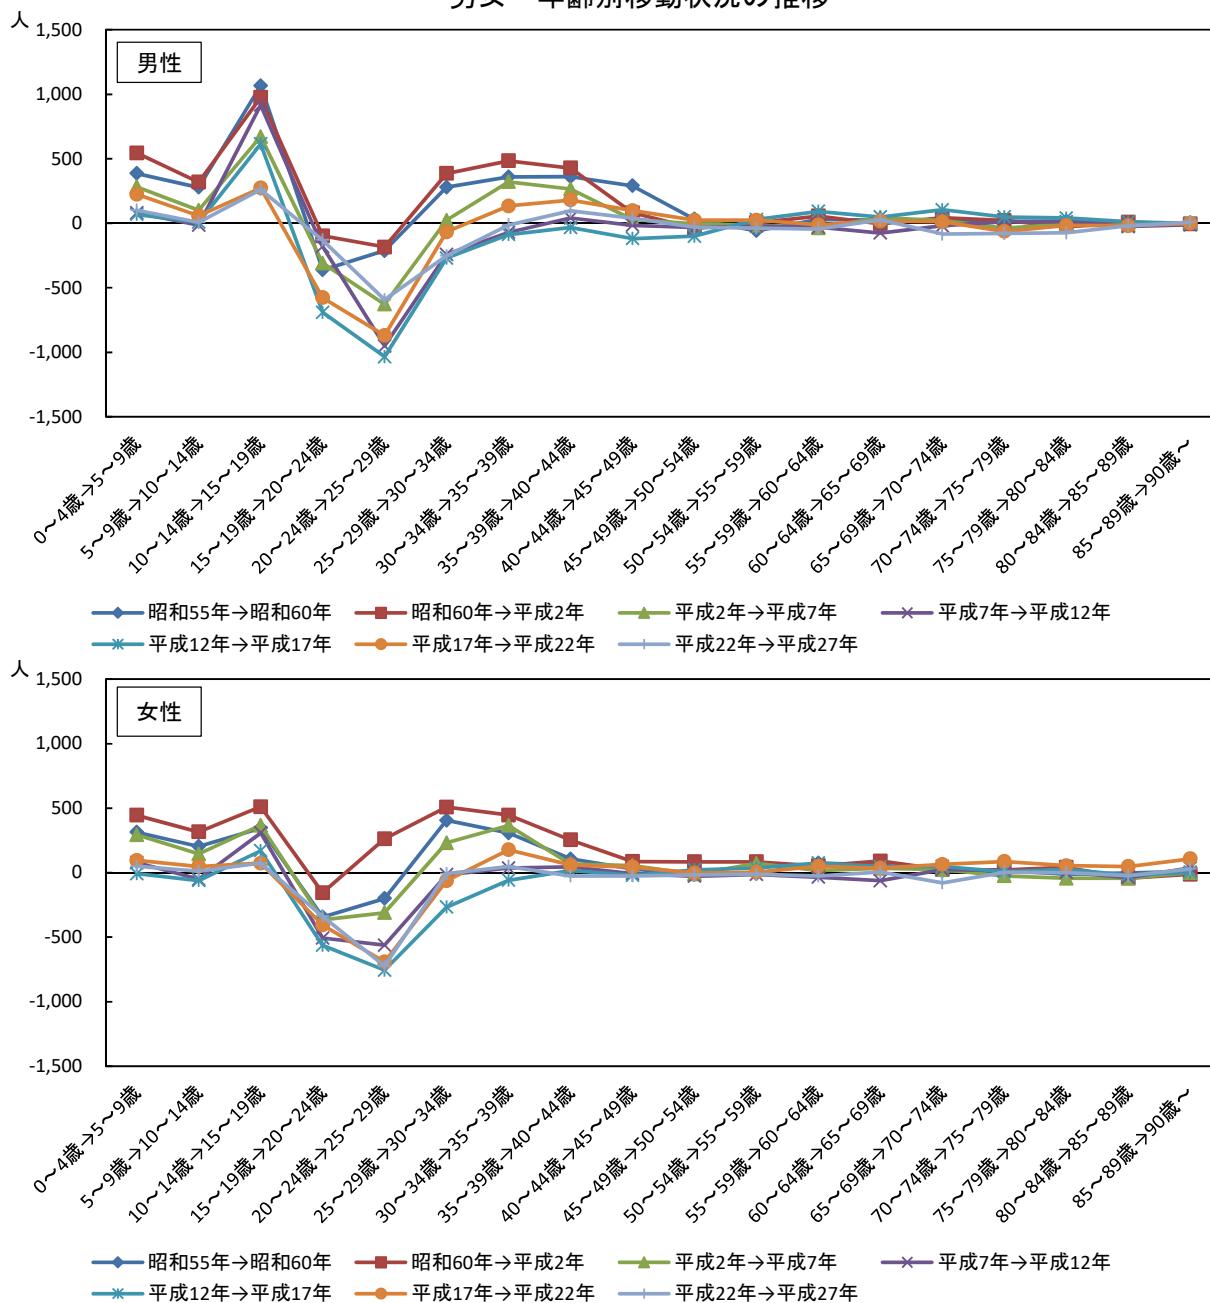 男女・年齢別移動状況の推移
人
1,500
男性
1,000
500
0
-500
-1,000
-1,500
0～4歳→5～9歳
5～9歳→10～14歳
10～14歳→15～19歳
15～19歳→20～24歳
20～24歳→25～29歳
25～29歳→30～34歳
30～34歳→35～39歳
35～39歳→40～44歳
40～44歳→45～49歳
45～49歳→50～54歳
50～54歳→55～59歳
55～59歳→60～64歳
60～64歳→65～69歳
65～69歳→70～74歳
70～74歳→75～79歳
75～79歳→80～84歳
80～84歳→85～89歳
85～89歳→90歳～
昭和55年→昭和60年 昭和60年→平成2年 平成2年→平成7年 平成7年→平成12年
平成12年→平成17年 平成17年→平成22年 平成22年→平成27年
人
1,500
女性
1,000
500
0
-500
-1,000
-1,500
0～4歳→5～9歳
5～9歳→10～14歳
10～14歳→15～19歳
15～19歳→20～24歳
20～24歳→25～29歳
25～29歳→30～34歳
30～34歳→35～39歳
35～39歳→40～44歳
40～44歳→45～49歳
45～49歳→50～54歳
50～54歳→55～59歳
55～59歳→60～64歳
60～64歳→65～69歳
65～69歳→70～74歳
70～74歳→75～79歳
75～79歳→80～84歳
80～84歳→85～89歳
85～89歳→90歳～
昭和55年→昭和60年 昭和60年→平成2年 平成2年→平成7年 平成7年→平成12年
平成12年→平成17年 平成17年→平成22年 平成22年→平成27年